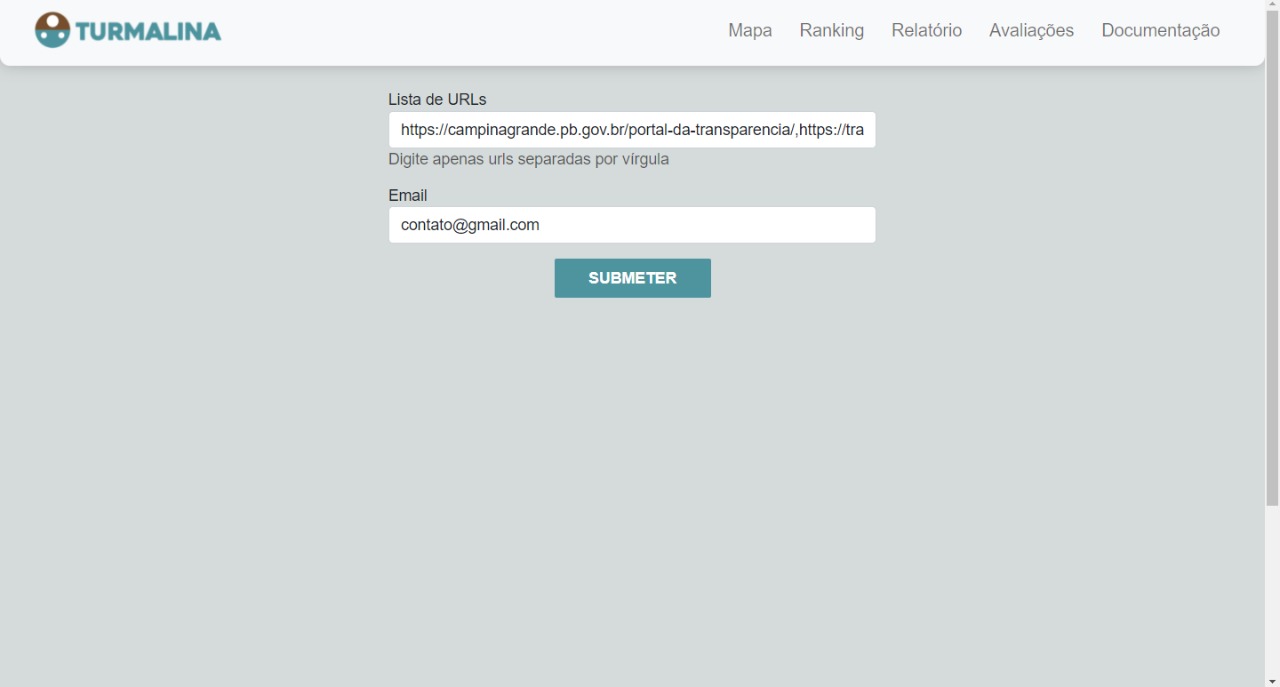 TURMALINA
Mapa Ranking Relatório Avaliações Documentação
Lista de URLs
https://campinagrande.pb.gov.br/portal-da-transparencia/,https://tra
Digite apenas urls separadas por vírgula
Email
contato@gmail.com
SUBMETER